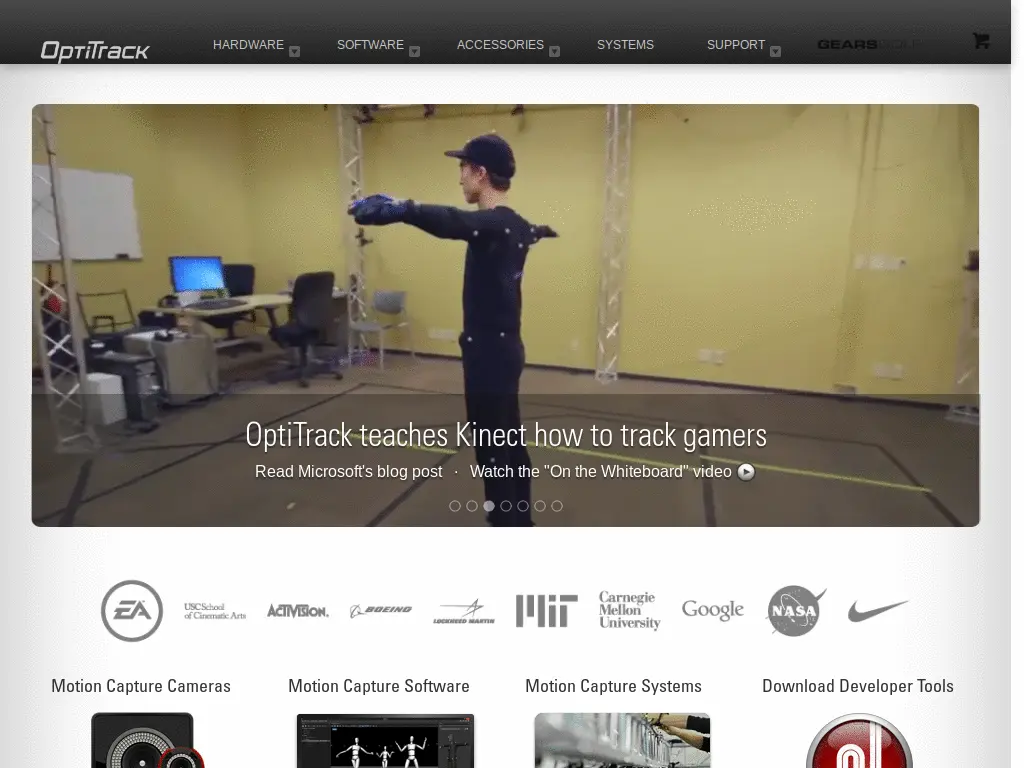 OptiTrack
HARDWARE
SOFTWARE
ACCESSORIES
SYSTEMS
SUPPORT
GEARSGOLF
OptiTrack teaches Kinect how to track gamers
Read Microsoft's blog post · Watch the "On the Whiteboard" video
EA
USC School
of Cinematic Arts
ACTIVISION.
BOEING
LOCKHEED MARTIN
MIT
Carnegie
Mellon
University
Google
NASA
Motion Capture Cameras
Motion Capture Software
Motion Capture Systems
Download Developer Tools